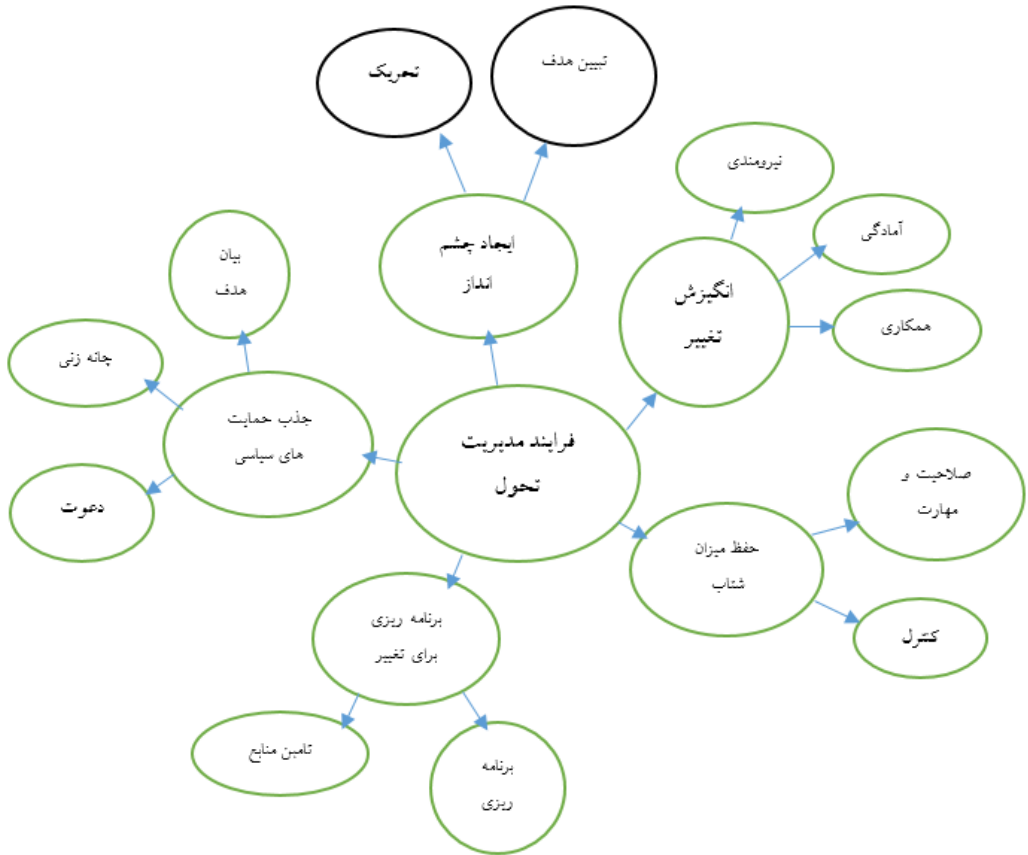 تحریک
تبیین هدف
نیرومندی
آمادگی
همکاری
انگیزش
تغییر
ایجاد چشم
انداز
بیان
هدف
چانه زنی
جذب حمایت
های سیاسی
دعوت
فرایند مدیریت
تحول
صلاحیت و
مهارت
حفظ میزان
شتاب
کنترل
برنامه ریزی
برای تغییر
تامین منابع
برنامه
ریزی